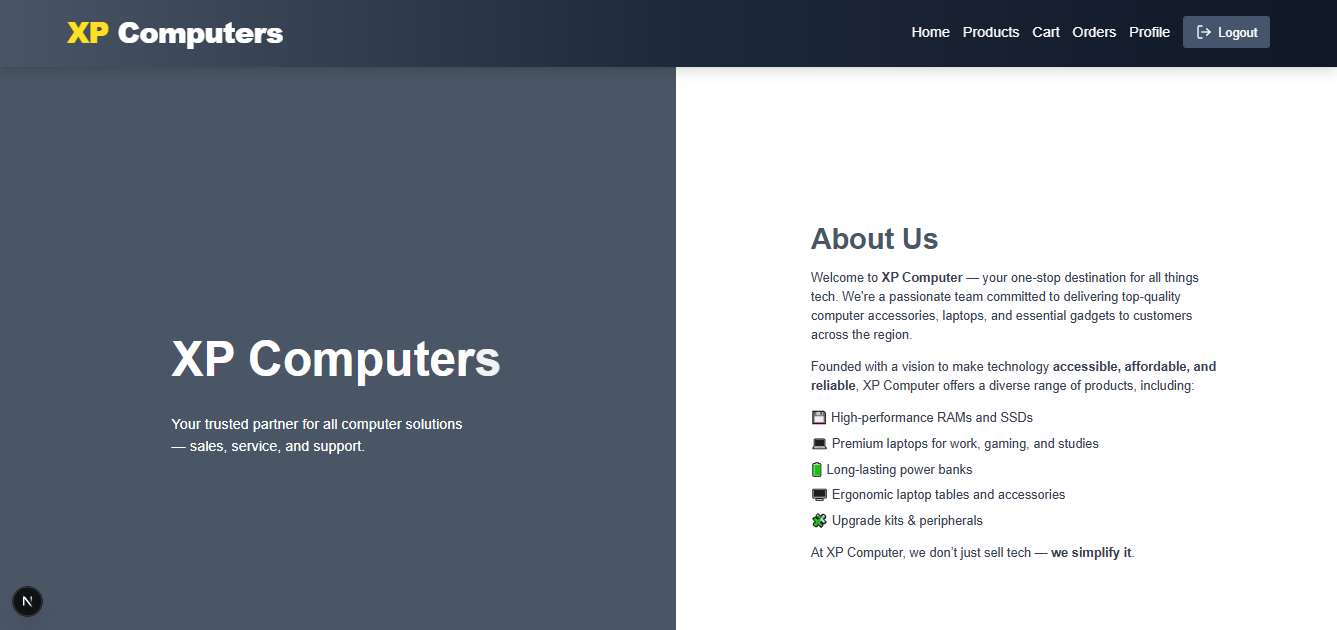 XP Computers
Home Products Cart Orders Profile Logout
XP Computers
Your trusted partner for all computer solutions
— sales, service, and support.
About Us
Welcome to XP Computer — your one-stop destination for all things
tech. We're a passionate team committed to delivering top-quality
computer accessories, laptops, and essential gadgets to customers
across the region.
Founded with a vision to make technology accessible, affordable, and
reliable, XP Computer offers a diverse range of products, including:
💾 High-performance RAMs and SSDs
💻 Premium laptops for work, gaming, and studies
🔋 Long-lasting power banks
🖥️ Ergonomic laptop tables and accessories
🧩 Upgrade kits & peripherals
At XP Computer, we don’t just sell tech — we simplify it.
N